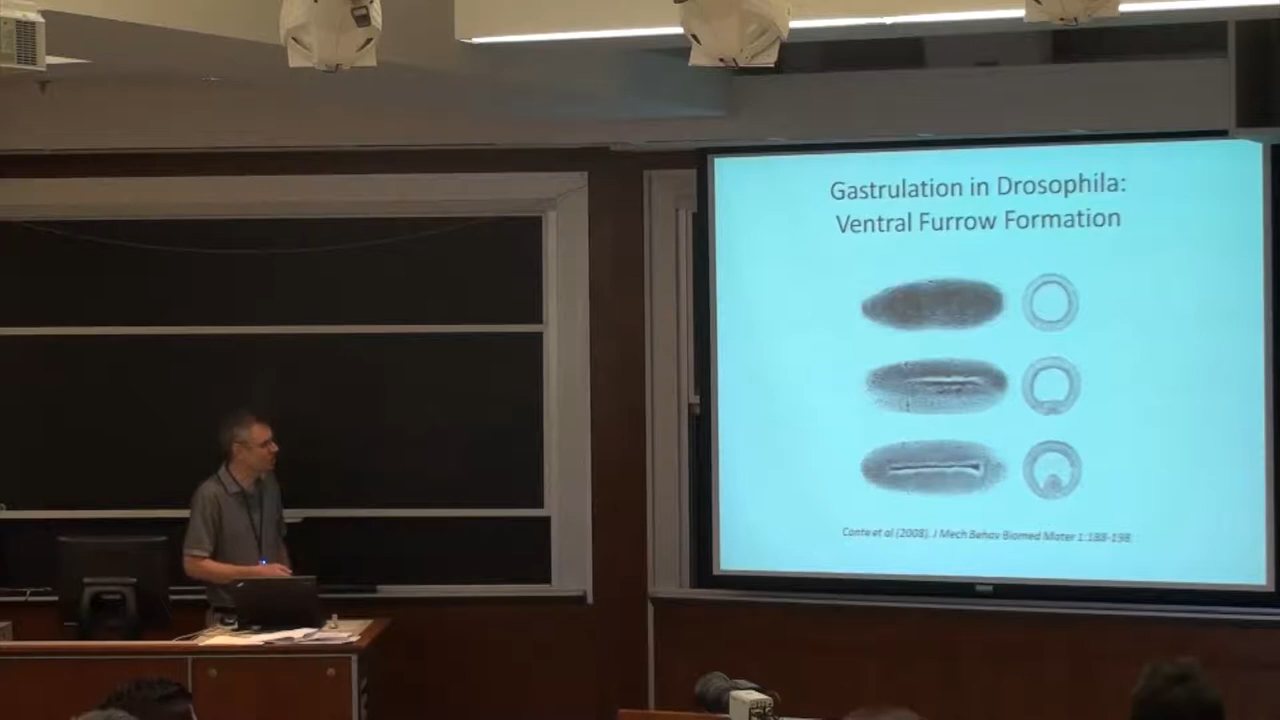 Gastrulation in Drosophila:
Ventral Furrow Formation
Conte et al (2008). J Mech Behav Biomed Mater 1:188-198